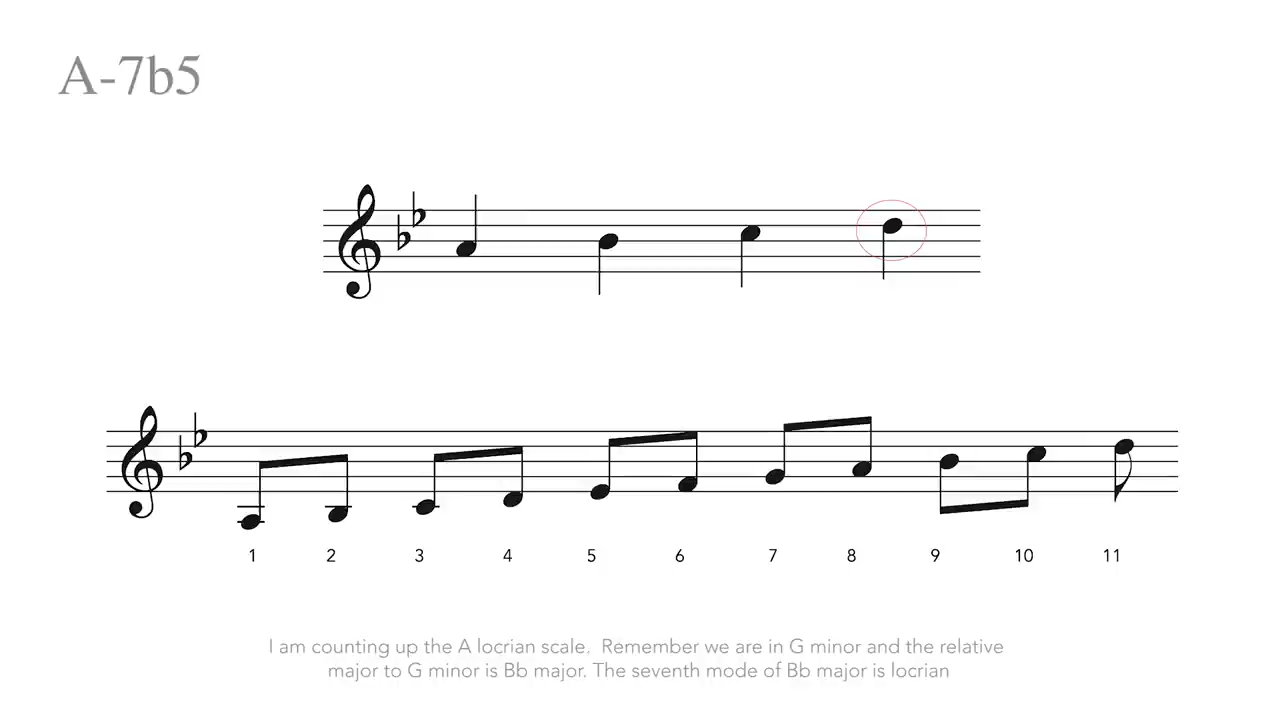 A-7b5
1 2 3 4 5 6 7 8 9 10 11
I am counting up the A locrian scale. Remember we are in G minor and the relative
major to G minor is Bb major. The seventh mode of Bb major is locrian